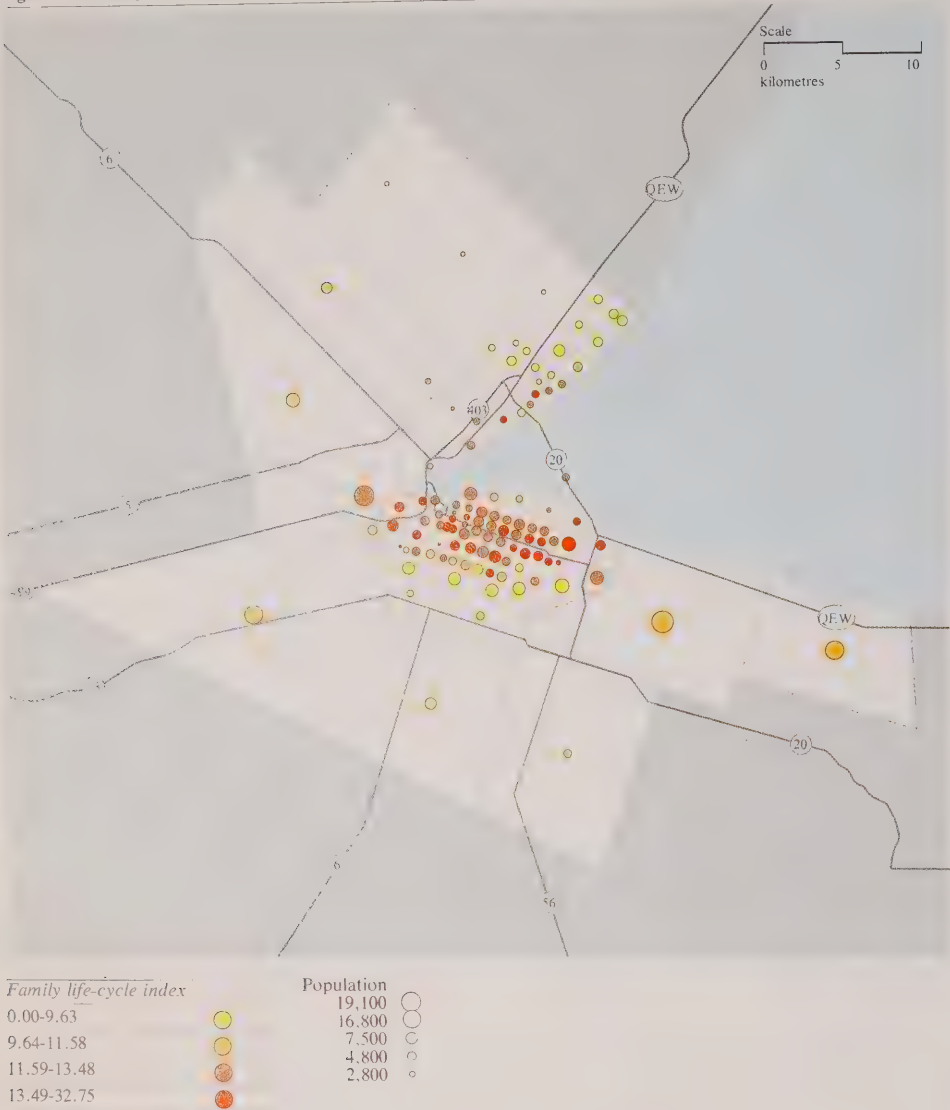 Scale
0 5 10
kilometres
6
QEW
403
20
5
QEW
20
6
56
Family life-cycle index
0.00-9.63
9.64-11.58
11.59-13.48
13.49-32.75
Population
19,100
16.800
7.500
4,800
2,800